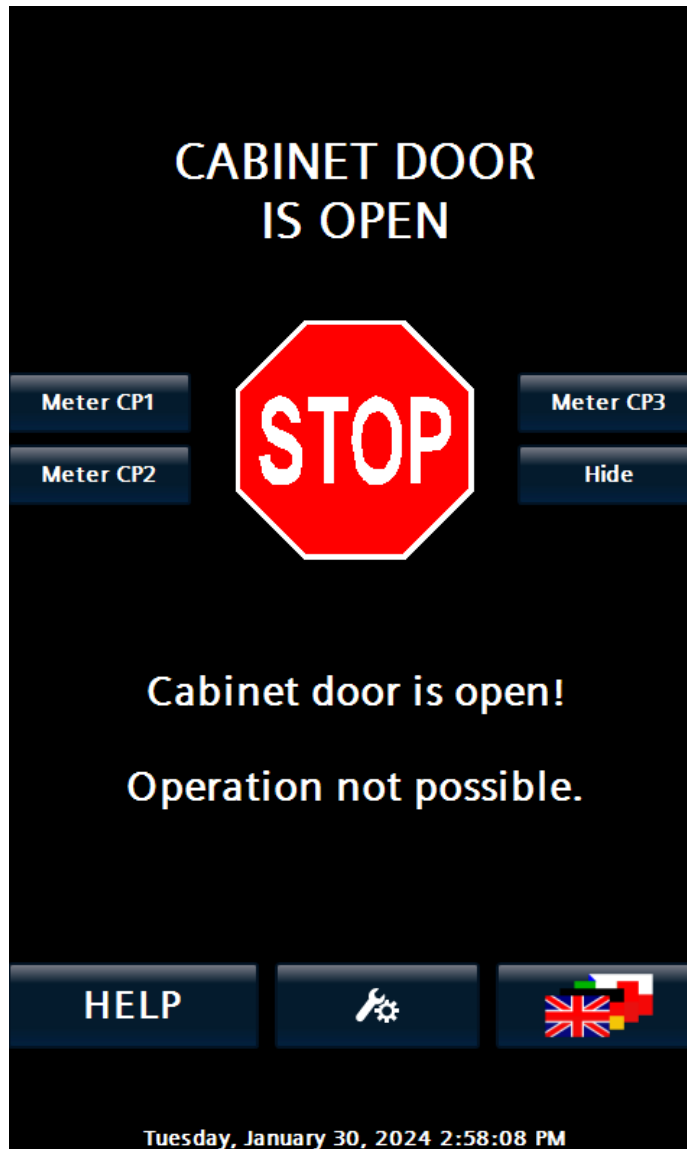 CABINET DOOR
IS OPEN
Meter CP1
STOP
Meter CP3
Meter CP2
Hide
Cabinet door is open!
Operation not possible.
HELP
Tuesday, January 30, 2024 2:58:08 PM